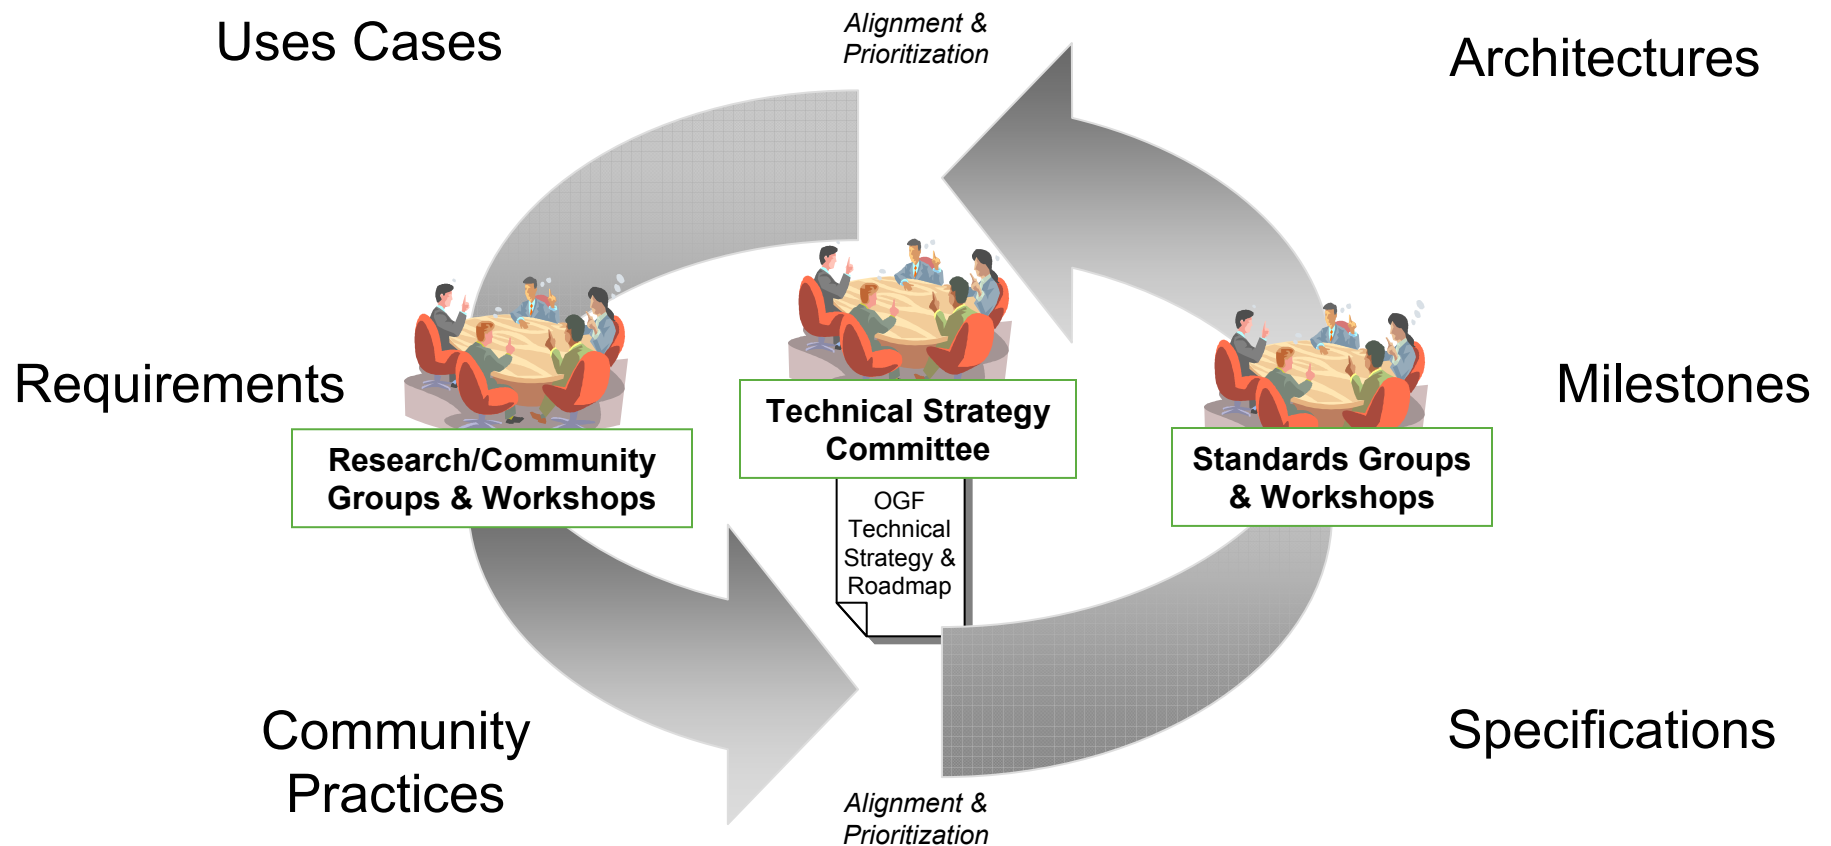 Uses Cases
Alignment &
Prioritization
Architectures
Requirements
Milestones
Technical Strategy
Committee
Research/Community
Groups & Workshops
Standards Groups
& Workshops
OGF
Technical
Strategy &
Roadmap
Community
Practices
Specifications
Alignment &
Prioritization